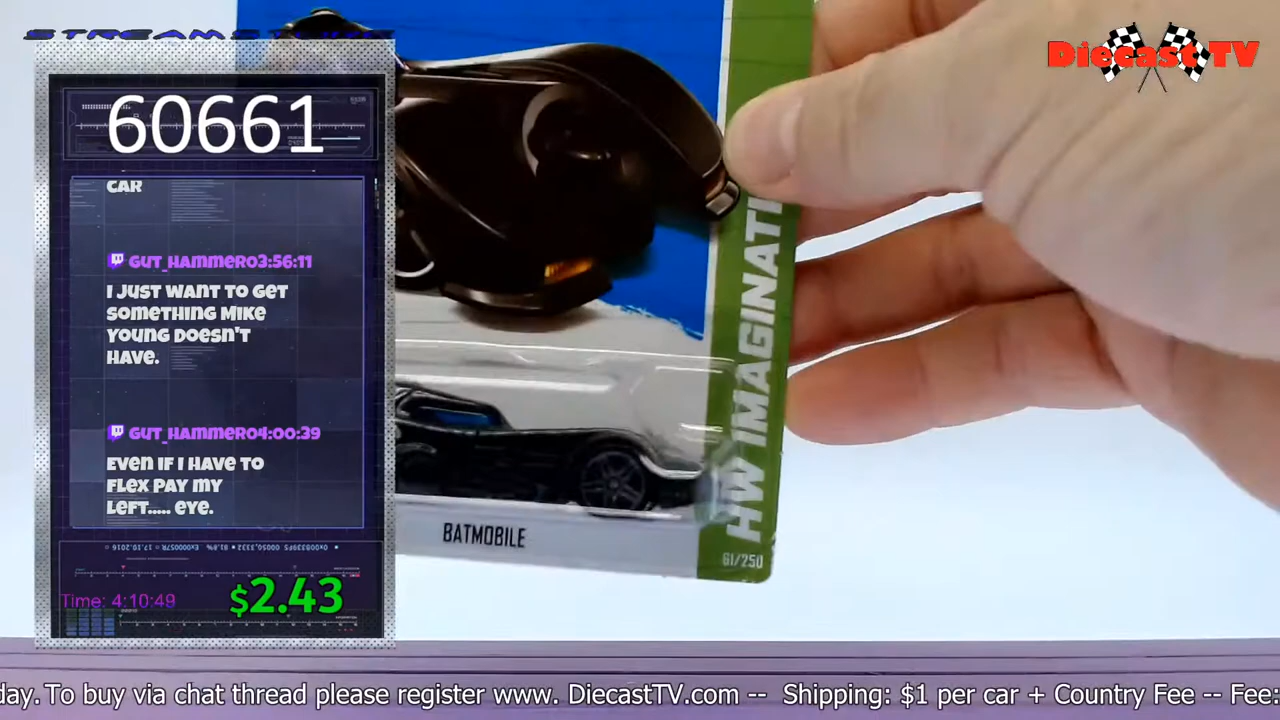 Diecast TV
60661
CAR
GUT_HAMMER03:56:11
I JUST WANT TO GET
SOMETHING MIKE
YOUNG DOESN'T
HAVE.
GUT_HAMMER04:00:39
EVEN IF I HAVE TO
FLEX PAY MY
LEFT..... EYE.
Time: 4:10:49
$2.43
HW IMAGINATI
BATMOBILE
61/250
day. To buy via chat thread please register www. DiecastTV.com -- Shipping: $1 per car + Country Fee -- Fee: